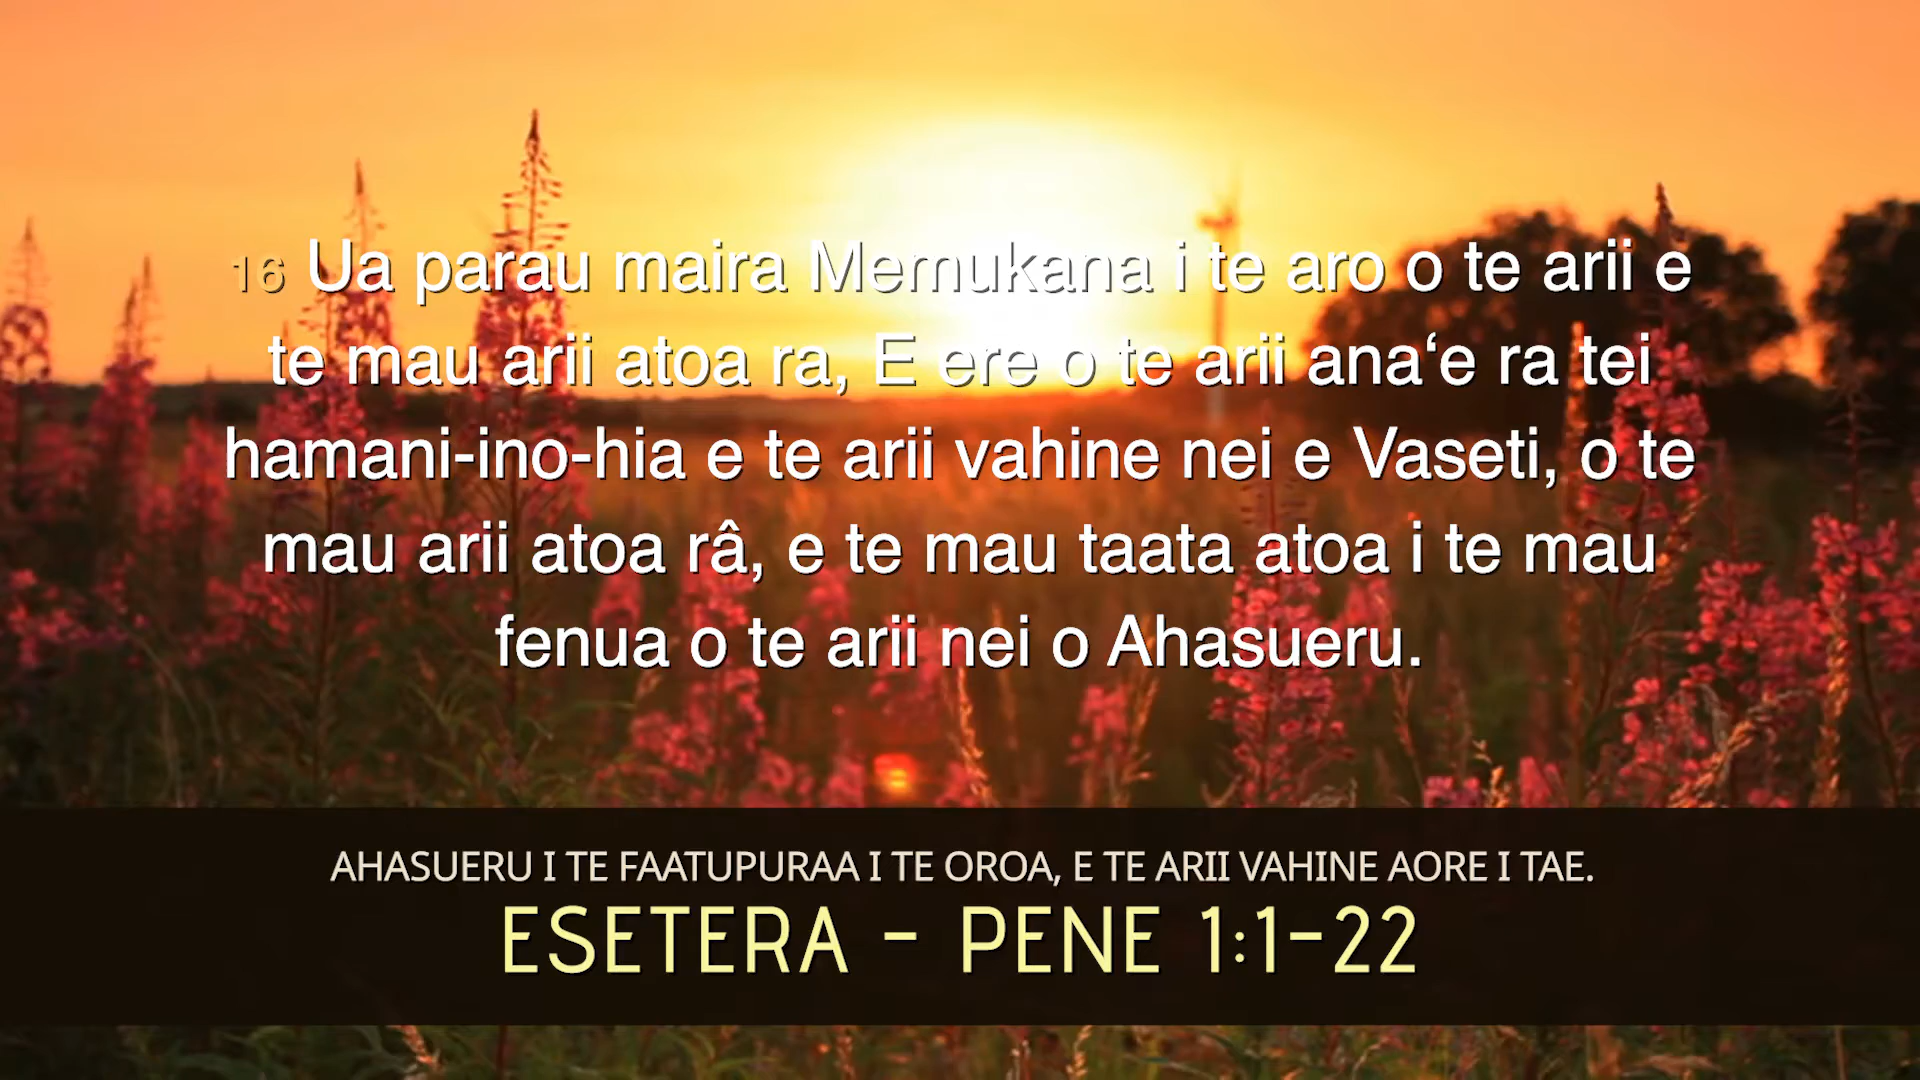 16 Ua parau maira Memukana i te aro o te arii e
te mau arii atoa ra, E ere o te arii ana‘e ra tei
hamani-ino-hia e te arii vahine nei e Vaseti, o te
mau arii atoa râ, e te mau taata atoa i te mau
fenua o te arii nei o Ahasueru.
AHASUERU I TE FAATUPURAA I TE OROA, E TE ARII VAHINE AORE I TAE.
ESETERA - PENE 1:1-22